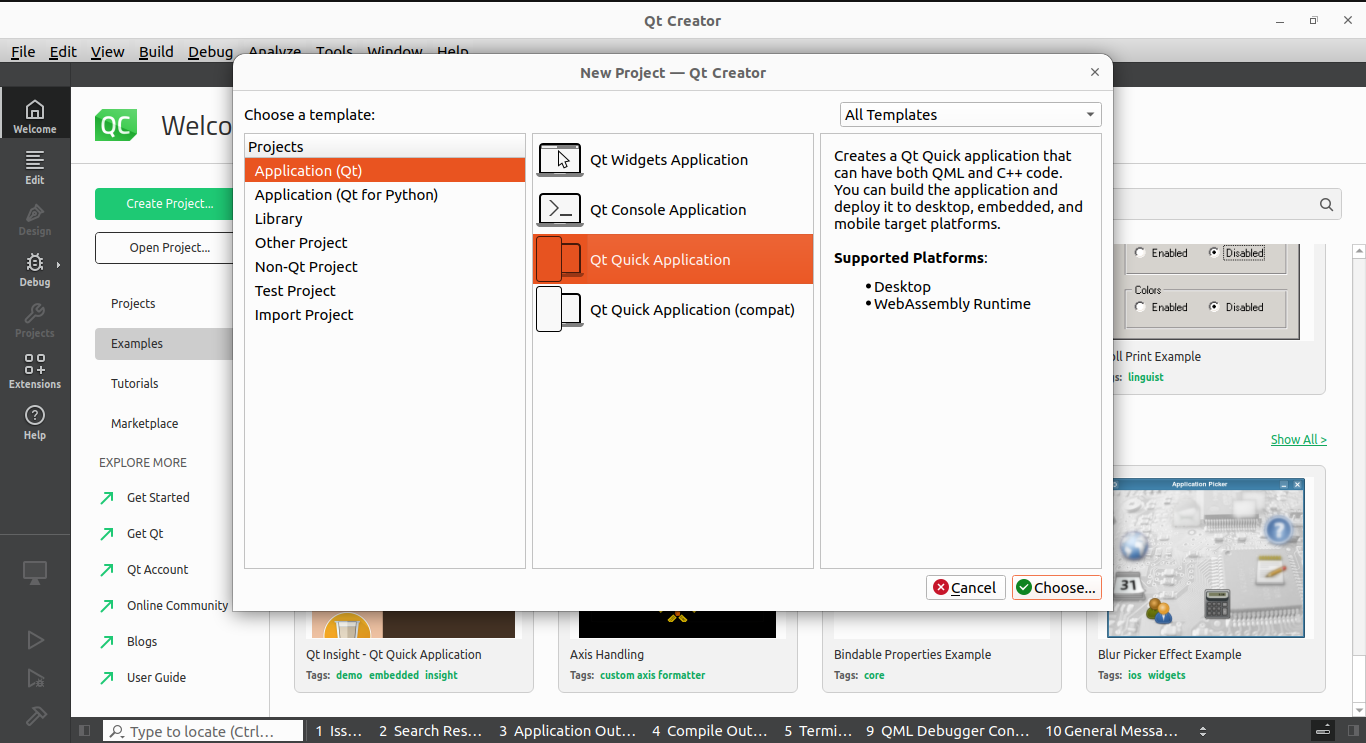 Qt Creator
File Edit View Build Debug Analyze Tools Window Help
New Project — Qt Creator
Choose a template:
All Templates
Projects
Application (Qt)
Application (Qt for Python)
Library
Other Project
Non-Qt Project
Test Project
Import Project
Qt Widgets Application
Qt Console Application
Qt Quick Application
Qt Quick Application (compat)
Creates a Qt Quick application that
can have both QML and C++ code.
You can build the application and
deploy it to desktop, embedded, and
mobile target platforms.
Supported Platforms:
• Desktop
• WebAssembly Runtime
Cancel
Choose...
Welcome
Edit
Design
Debug
Projects
Extensions
Help
QC
Welco
Create Project...
Open Project...
Projects
Examples
Tutorials
Marketplace
EXPLORE MORE
Get Started
Get Qt
Qt Account
Online Community
Blogs
User Guide
Enabled Disabled
Colors
Enabled Disabled
oll Print Example
s: linguist
Show All >
Application Picker
31
Qt Insight - Qt Quick Application
Tags: demo embedded insight
Axis Handling
Tags: custom axis formatter
Bindable Properties Example
Tags: core
Blur Picker Effect Example
Tags: ios widgets
Type to locate (Ctrl...
1 Iss... 2 Search Res... 3 Application Out... 4 Compile Out... 5 Termi... 9 QML Debugger Con... 10 General Messa...